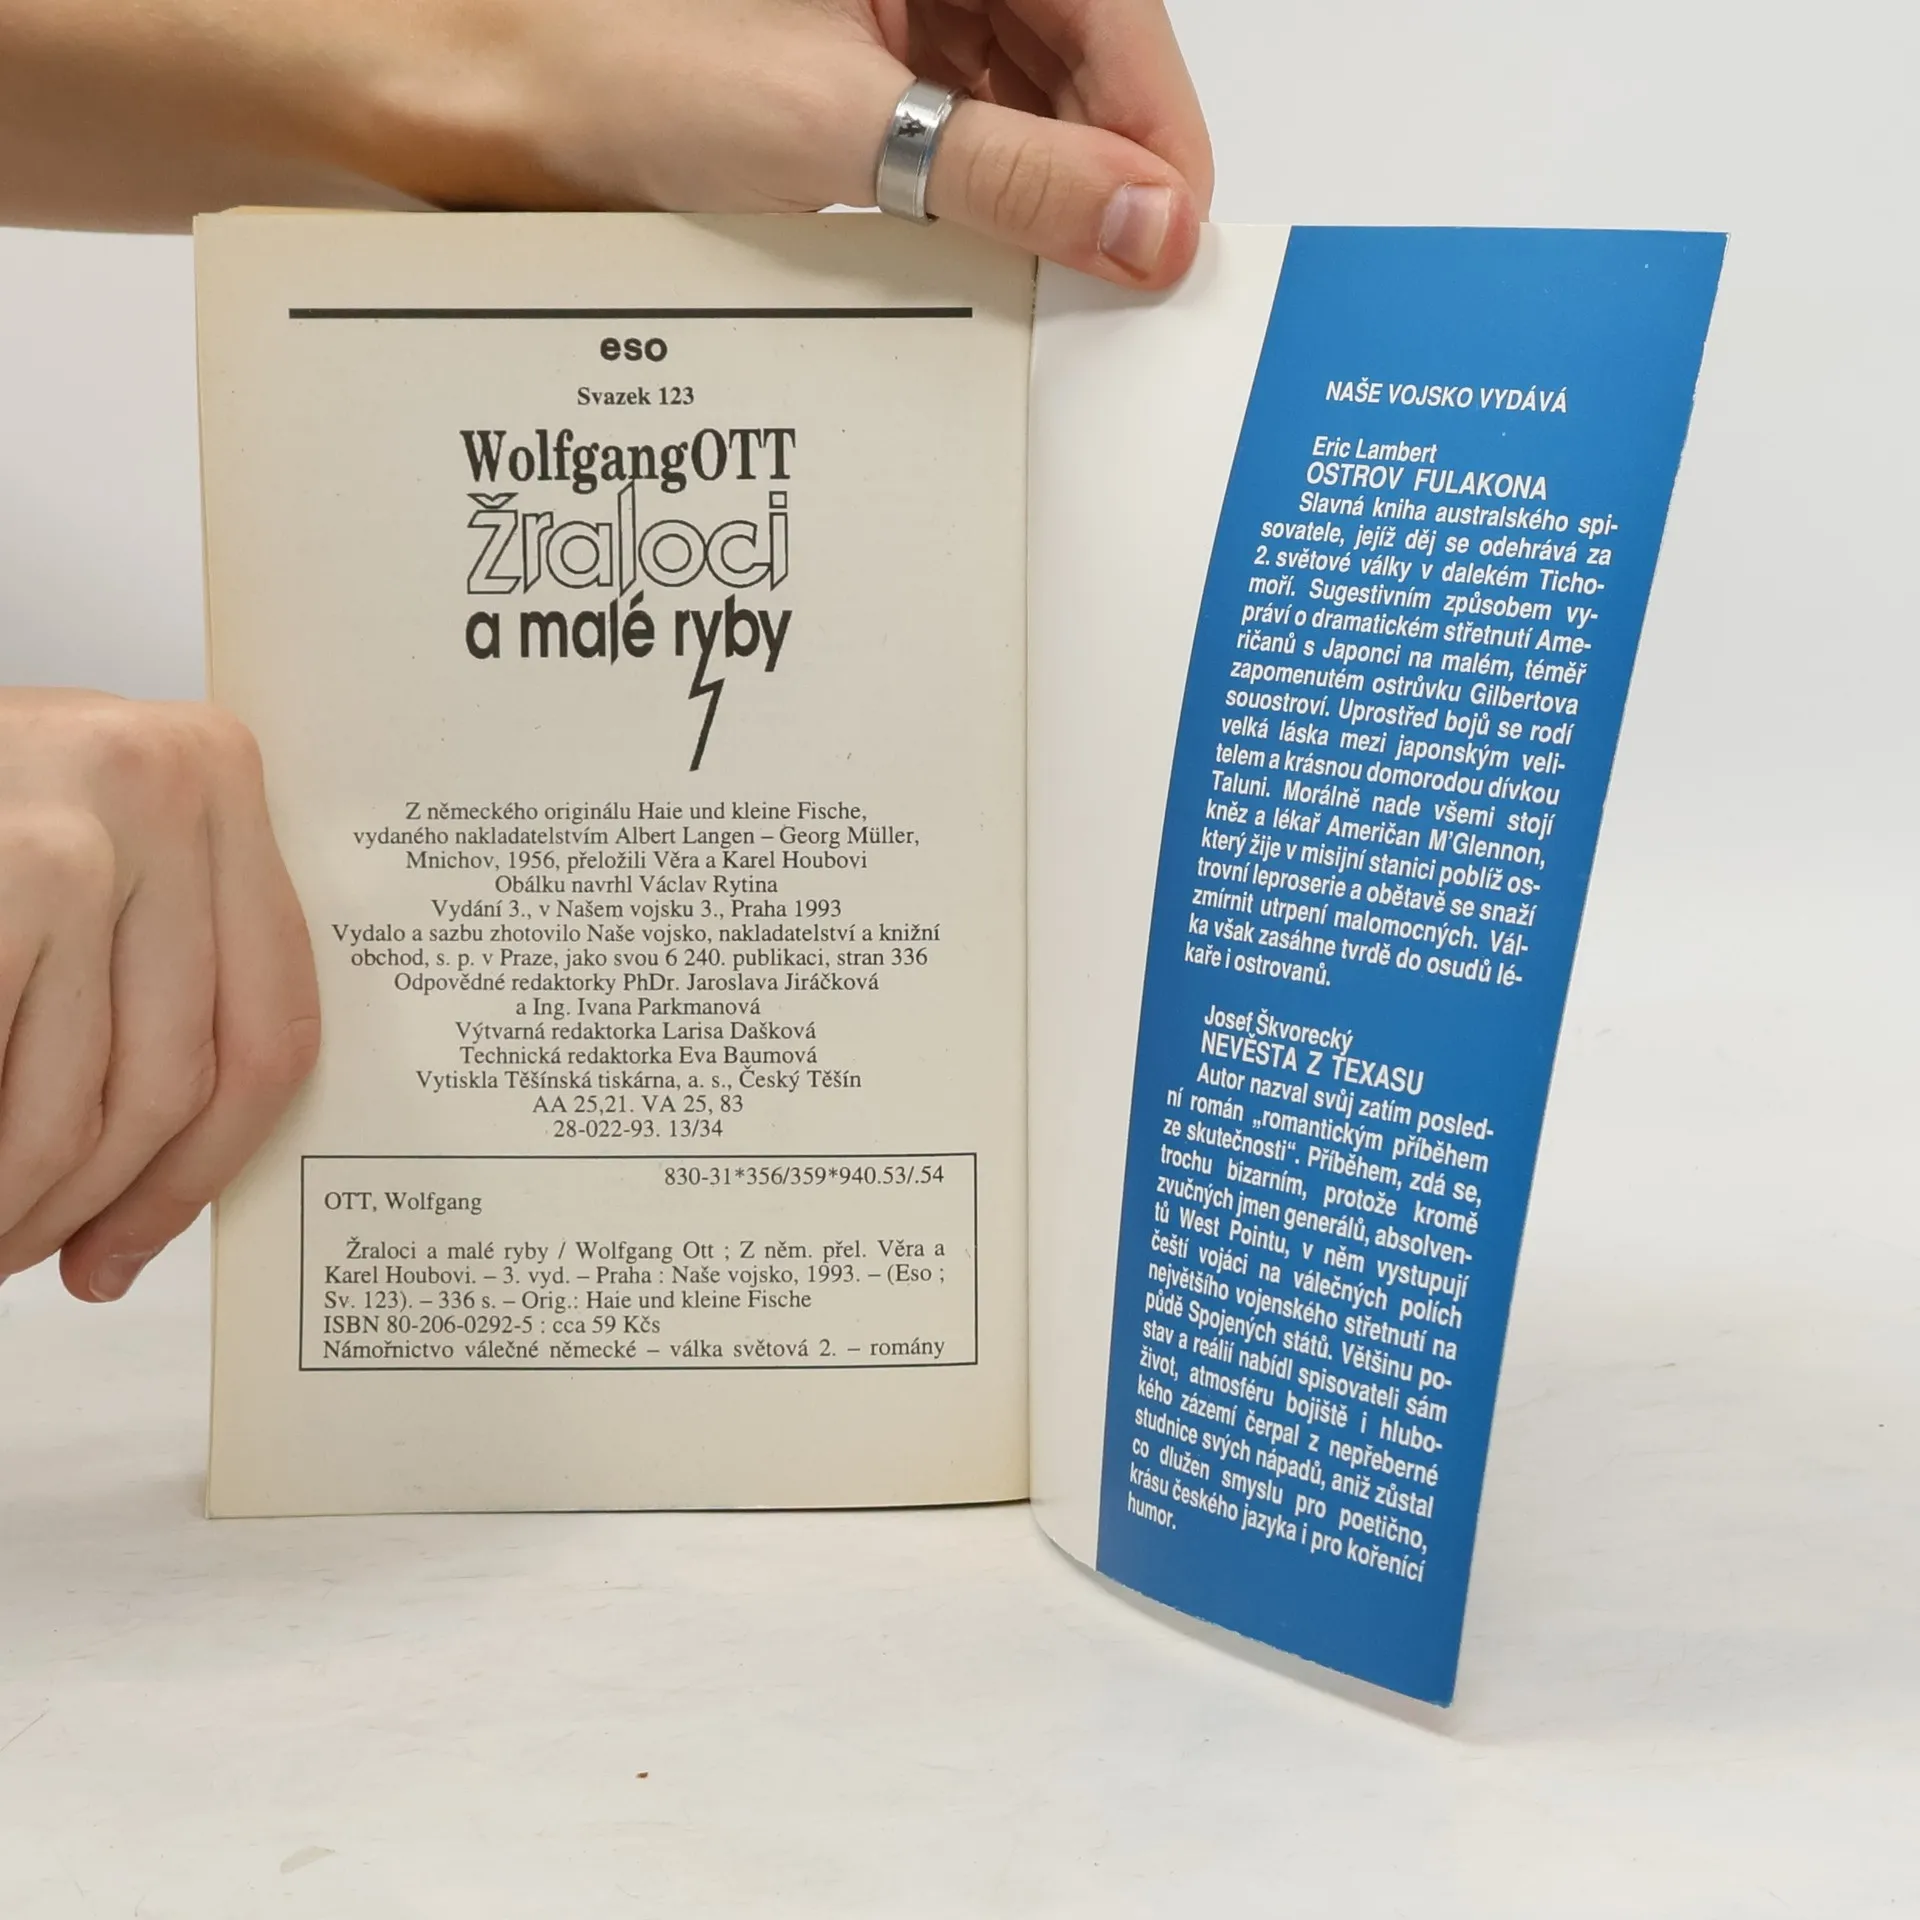 eso
Svazek 123
WolfgangOTT
Žraloci
a malé ryby
Z německého originálu Haie und kleine Fische,
vydaného nakladatelstvím Albert Langen – Georg Müller,
Mnichov, 1956, přeložili Věra a Karel Houbovi
Obálku navrhl Václav Rytina
Vydání 3., v Našem vojsku 3., Praha 1993
Vydalo a sazbu zhotovilo Naše vojsko, nakladatelství a knižní
obchod, s. p. v Praze, jako svou 6 240. publikaci, stran 336
Odpovědné redaktorky PhDr. Jaroslava Jiráčková
a Ing. Ivana Parkmanová
Výtvarná redaktorka Larisa Dašková
Technická redaktorka Eva Baumová
Vytiskla Těšínská tiskárna, a. s., Český Těšín
AA 25,21. VA 25, 83
28-022-93. 13/34
830-31*356/359*940.53/.54
OTT, Wolfgang
Žraloci a malé ryby / Wolfgang Ott ; Z něm. přel. Věra a
Karel Houbovi. – 3. vyd. – Praha : Naše vojsko, 1993. – (Eso ;
Sv. 123). – 336 s. – Orig.: Haie und kleine Fische
ISBN 80-206-0292-5 : cca 59 Kčs
Námořnictvo válečné německé – válka světová 2. – romány
NAŠE VOJSKO VYDÁVÁ
Eric Lambert
OSTROV FULAKONA
Slavná kniha australského spi-
sovatele, jejíž děj se odehrává za
2. světové války v dalekém Ticho-
moří. Sugestivním způsobem vy-
práví o dramatickém střetnutí Ame-
ričanů s Japonci na malém, téměř
zapomenutém ostrůvku Gilbertova
souostroví. Uprostřed bojů se rodí
velká láska mezi japonským veli-
telem a krásnou domorodou dívkou
Taluni. Morálně nade všemi stojí
kněz a lékař Američan M'Glennon,
který žije v misijní stanici poblíž os-
trovní leproserie a obětavě se snaží
zmírnit utrpení malomocných. Vál-
ka však zasáhne tvrdě do osudů lé-
kaře i ostrovanů.
Josef Škvorecký
NEVĚSTA Z TEXASU
Autor nazval svůj zatím posled-
ní román „romantickým příběhem
ze skutečnosti“. Příběhem, zdá se,
trochu bizarním, protože kromě
zvučných jmen generálů, absolven-
tů West Pointu, v něm vystupují
čeští vojáci na válečných polích
největšího vojenského střetnutí na
půdě Spojených států. Většinu po-
stav a reálií nabídl spisovateli sám
život, atmosféru bojiště i hlubo-
kého zázemí čerpal z nepřeberné
studnice svých nápadů, aniž zůstal
co dlužen smyslu pro poetično,
krásu českého jazyka i pro kořenící
humor.